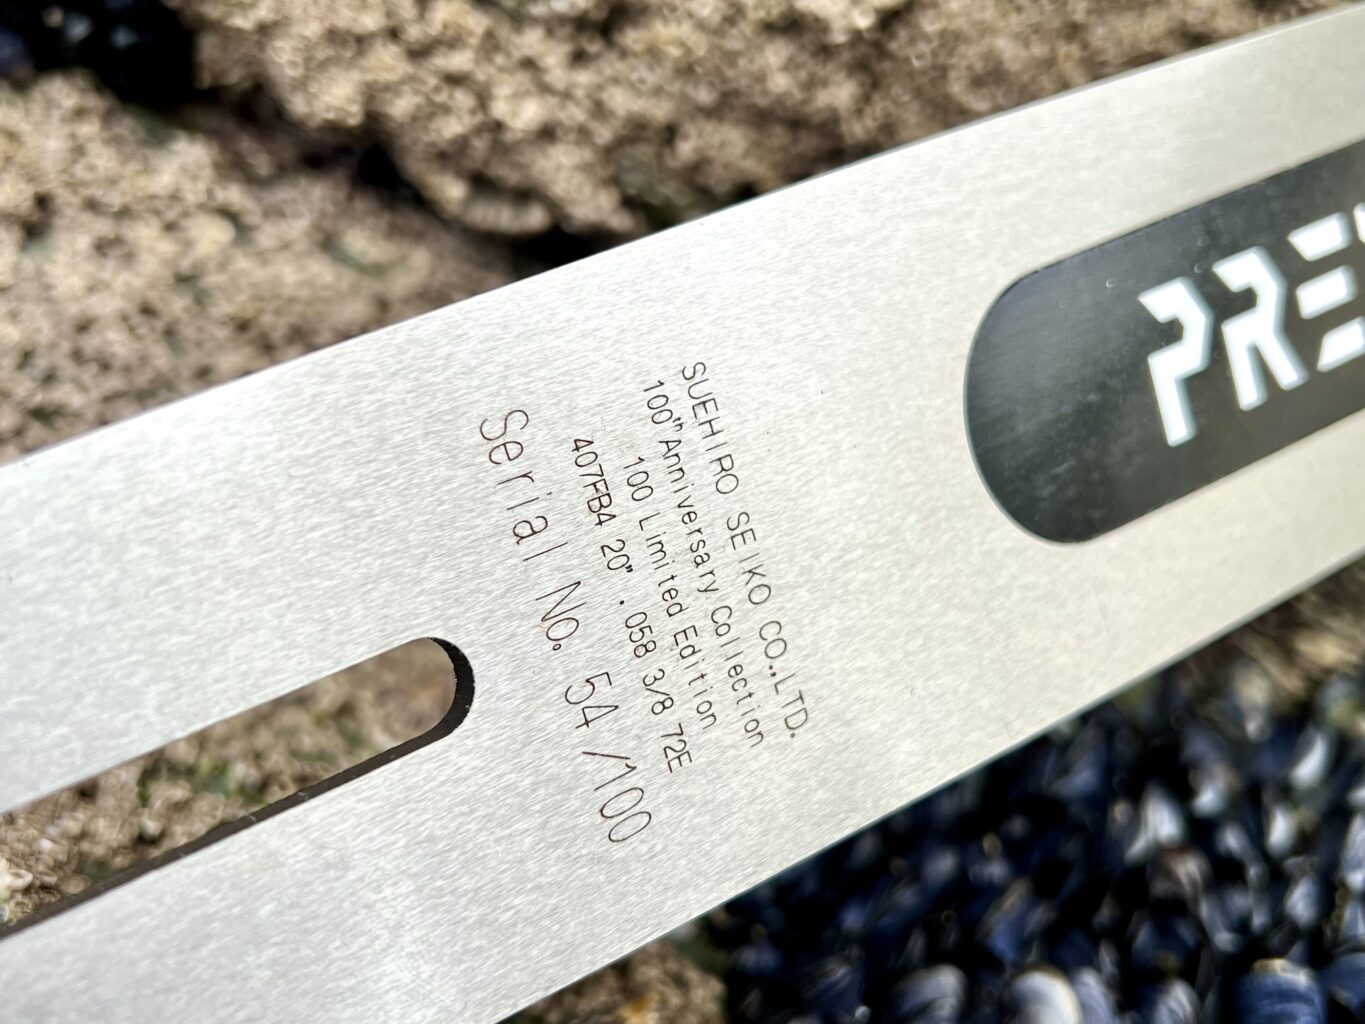 SUEHIRO SEIKO CO.,LTD.
100th Anniversary Collection
100 Limited Edition
407FB4 20" .058 3/8 72E
Serial No. 54 /100